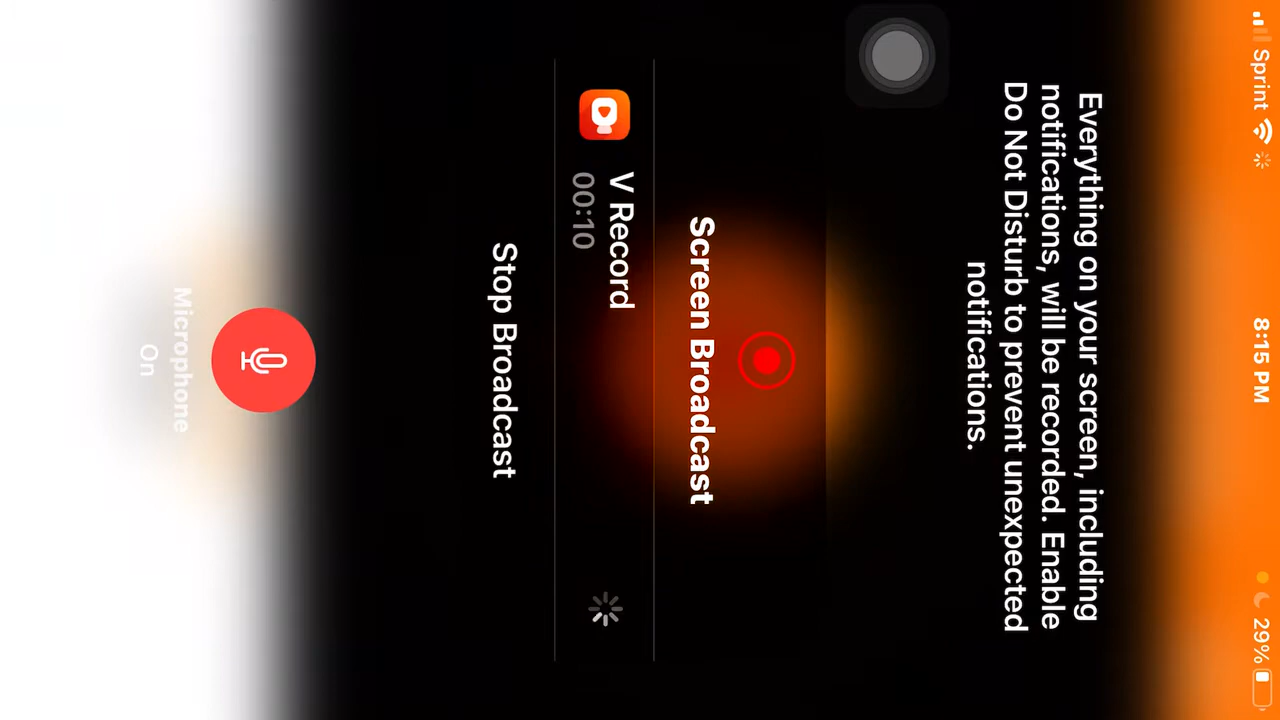 Sprint 8:15 PM 29%
Everything on your screen, including
notifications, will be recorded. Enable
Do Not Disturb to prevent unexpected
notifications.
Screen Broadcast
V Record
00:10
Stop Broadcast
Microphone
On